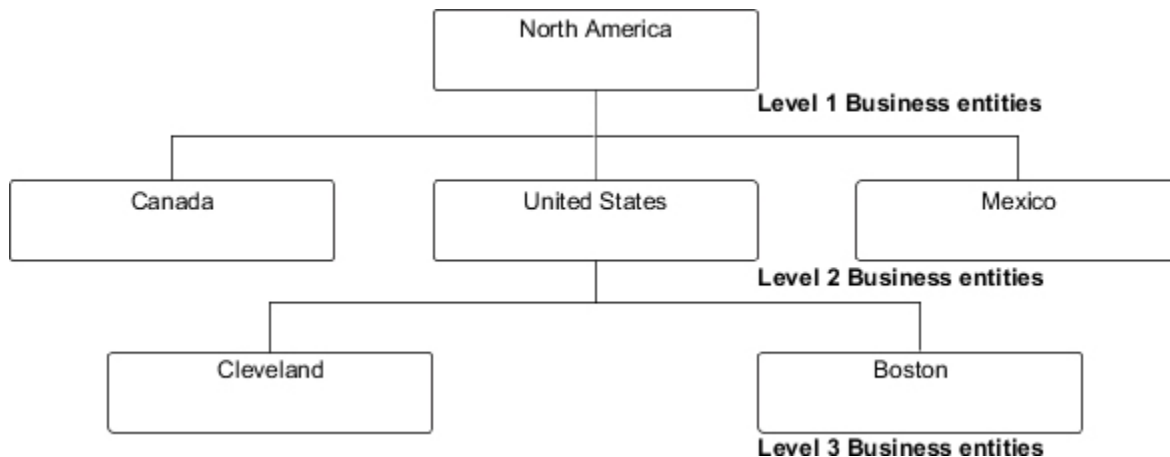 North America
Level 1 Business entities
Canada
United States
Mexico
Level 2 Business entities
Cleveland
Boston
Level 3 Business entities